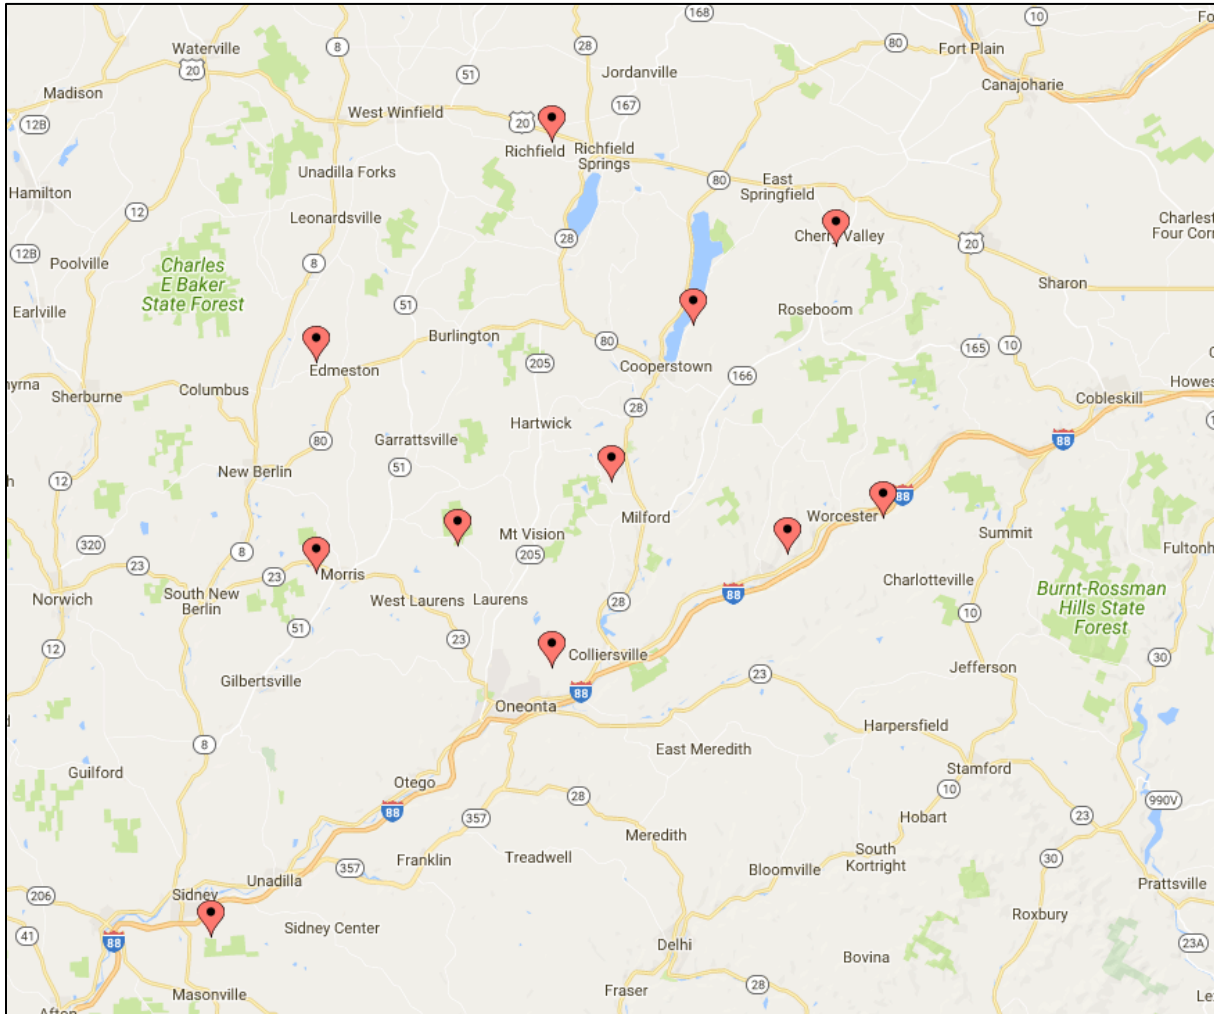 168
10
Fo
Waterville
8
28
80
Fort Plain
20
51
Jordanville
Canajoharie
Madison
167
West Winfield
20
12B
Richfield
Richfield
Springs
Unadilla Forks
80
East
Springfield
Hamilton
12
Leonardsville
Charlest
Four Corn
28
Cherry Valley
20
12B
Poolville
Charles
E Baker
State Forest
8
Sharon
Earlville
51
Roseboom
Burlington
80
165
10
Edmeston
205
Cooperstown
166
Howes
myrna
Sherburne
Columbus
Cobleskill
28
Hartwick
80
Garrattsville
88
New Berlin
51
12
88
Milford
Worcester
Mt Vision
Summit
320
8
205
Fultonh
23
23
Morris
Charlotteville
Burnt-Rossman
Hills State
Forest
Norwich
South New
Berlin
West Laurens
Laurens
28
88
10
51
23
12
Colliersville
30
Gilbertsville
88
23
Jefferson
Oneonta
Harpersfield
8
East Meredith
Guilford
Otego
Stamford
28
10
990V
88
357
Hobart
23
Meredith
Franklin
Treadwell
South
Kortright
30
357
Bloomville
Unadilla
Prattsville
206
Sidney
Roxbury
Sidney Center
41
88
Delhi
23A
Bovina
Masonville
28
Fraser
Lex
Afton